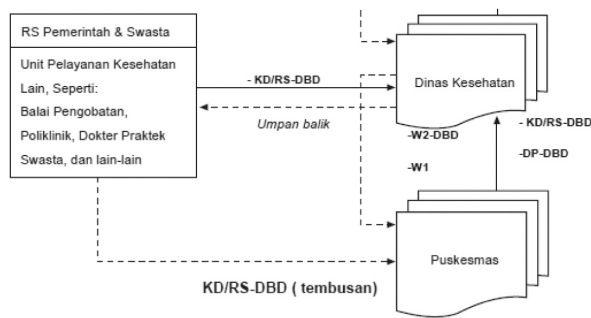 RS Pemerintah & Swasta
Unit Pelayanan Kesehatan
Lain, Seperti:
Balai Pengobatan,
Poliklinik, Dokter Praktek
Swasta, dan lain-lain
- KD/RS-DBD
Umpan balik
Dinas Kesehatan
-W2-DBD
-W1
- KD/RS-DBD
-DP-DBD
Puskesmas
KD/RS-DBD ( tembusan)